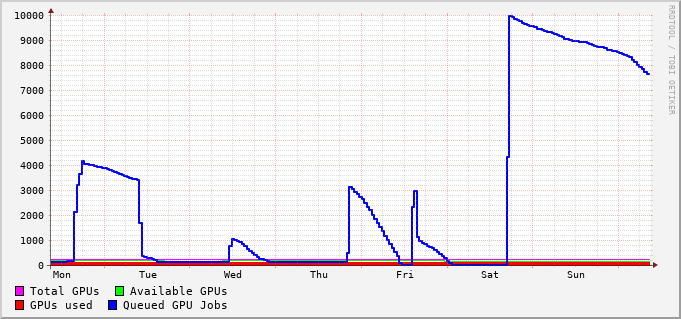 RRDTOOL / TOBI OETIKER
10000
9000
8000
7000
6000
5000
4000
3000
2000
1000
0
Mon Tue Wed Thu Fri Sat Sun
Total GPUs Available GPUs
GPUs used Queued GPU Jobs